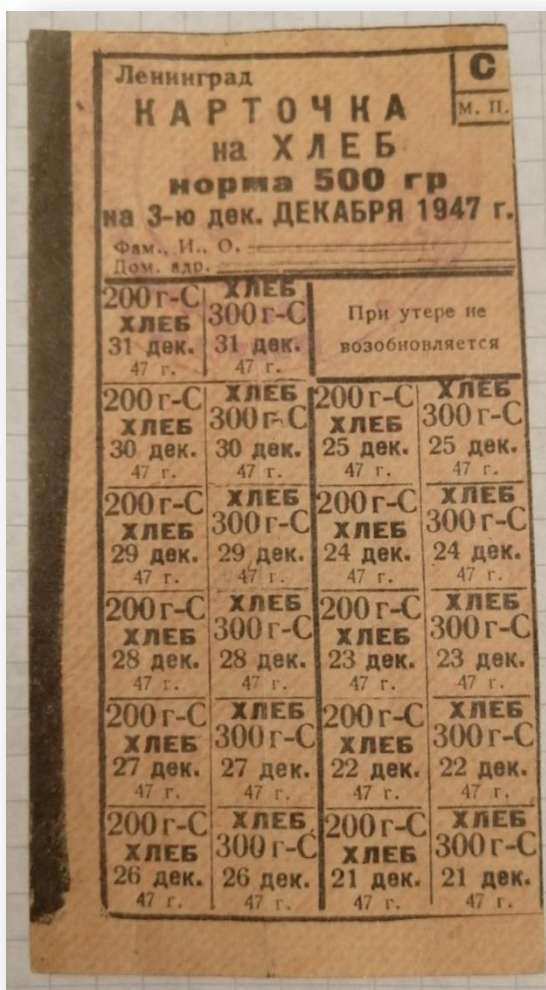 Ленинград
С
М. П.
КАРТОЧКА
на ХЛЕБ
норма 500 гр
на 3-ю дек. ДЕКАБРЯ 1947 г.
Фам., И., О.
Дом. адр.
200 г-С
ХЛЕБ
31 дек.
47 г.
ХЛЕБ
300 г-С
31 дек.
47 г.
При утере не
возобновляется
200 г-С
ХЛЕБ
30 дек.
47 г.
ХЛЕБ
300 г-С
30 дек.
47 г.
200 г-С
ХЛЕБ
25 дек.
47 г.
ХЛЕБ
300 г-С
25 дек.
47 г.
200 г-С
ХЛЕБ
29 дек.
47 г.
ХЛЕБ
300 г-С
29 дек.
47 г.
200 г-С
ХЛЕБ
24 дек.
47 г.
ХЛЕБ
300 г-С
24 дек.
47 г.
200 г-С
ХЛЕБ
28 дек.
47 г.
ХЛЕБ
300 г-С
28 дек.
47 г.
200 г-С
ХЛЕБ
23 дек.
47 г.
ХЛЕБ
300 г-С
23 дек.
47 г.
200 г-С
ХЛЕБ
27 дек.
47 г.
ХЛЕБ
300 г-С
27 дек.
47 г.
200 г-С
ХЛЕБ
22 дек.
47 г.
ХЛЕБ
300 г-С
22 дек.
47 г.
200 г-С
ХЛЕБ
26 дек.
47 г.
ХЛЕБ
300 г-С
26 дек.
47 г.
200 г-С
ХЛЕБ
21 дек.
47 г.
ХЛЕБ
300 г-С
21 дек.
47 г.